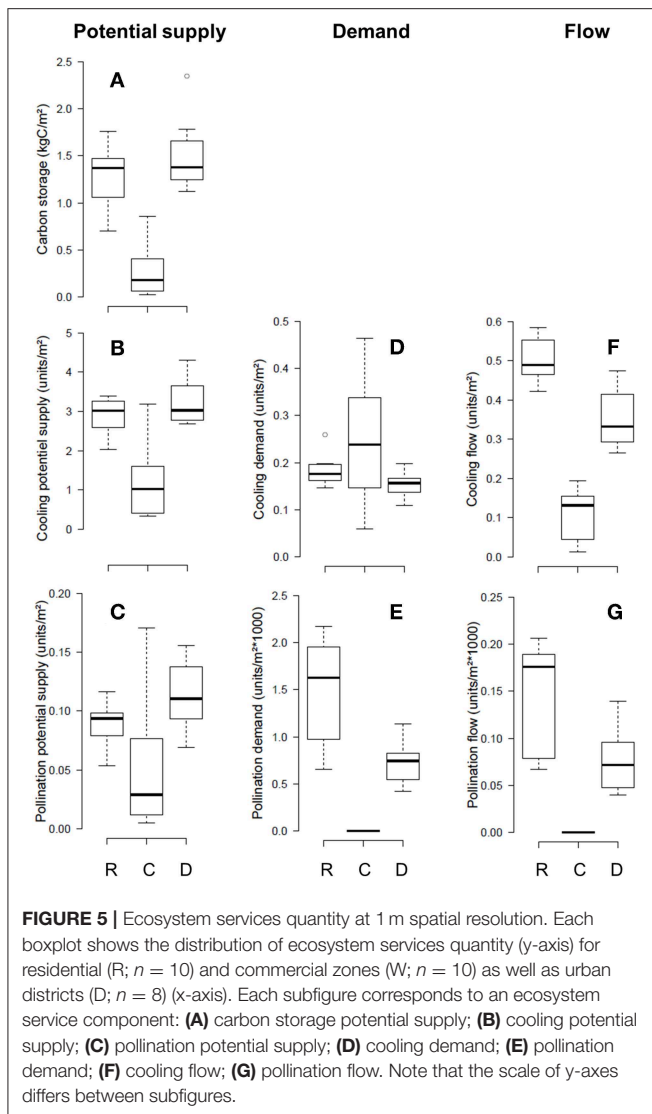 Potential supply Demand Flow
A
Carbon storage (kgC/m²)
2.5
2.0
1.5
1.0
0.5
0.0
B
Cooling potentiel supply (units/m²)
5
4
3
2
1
0
D
Cooling demand (units/m²)
0.5
0.4
0.3
0.2
0.1
0.0
F
Cooling flow (units/m²)
0.6
0.5
0.4
0.3
0.2
0.1
0.0
C
Pollination potential supply (units/m²)
0.20
0.15
0.10
0.05
0.00
R C D
E
Pollination demand (units/m²*1000)
2.5
2.0
1.5
1.0
0.5
0.0
R C D
G
Pollination flow (units/m²*1000)
0.25
0.20
0.15
0.10
0.05
0.00
R C D
FIGURE 5 | Ecosystem services quantity at 1 m spatial resolution. Each
boxplot shows the distribution of ecosystem services quantity (y-axis) for
residential (R; n = 10) and commercial zones (W; n = 10) as well as urban
districts (D; n = 8) (x-axis). Each subfigure corresponds to an ecosystem
service component: (A) carbon storage potential supply; (B) cooling potential
supply; (C) pollination potential supply; (D) cooling demand; (E) pollination
demand; (F) cooling flow; (G) pollination flow. Note that the scale of y-axes
differs between subfigures.